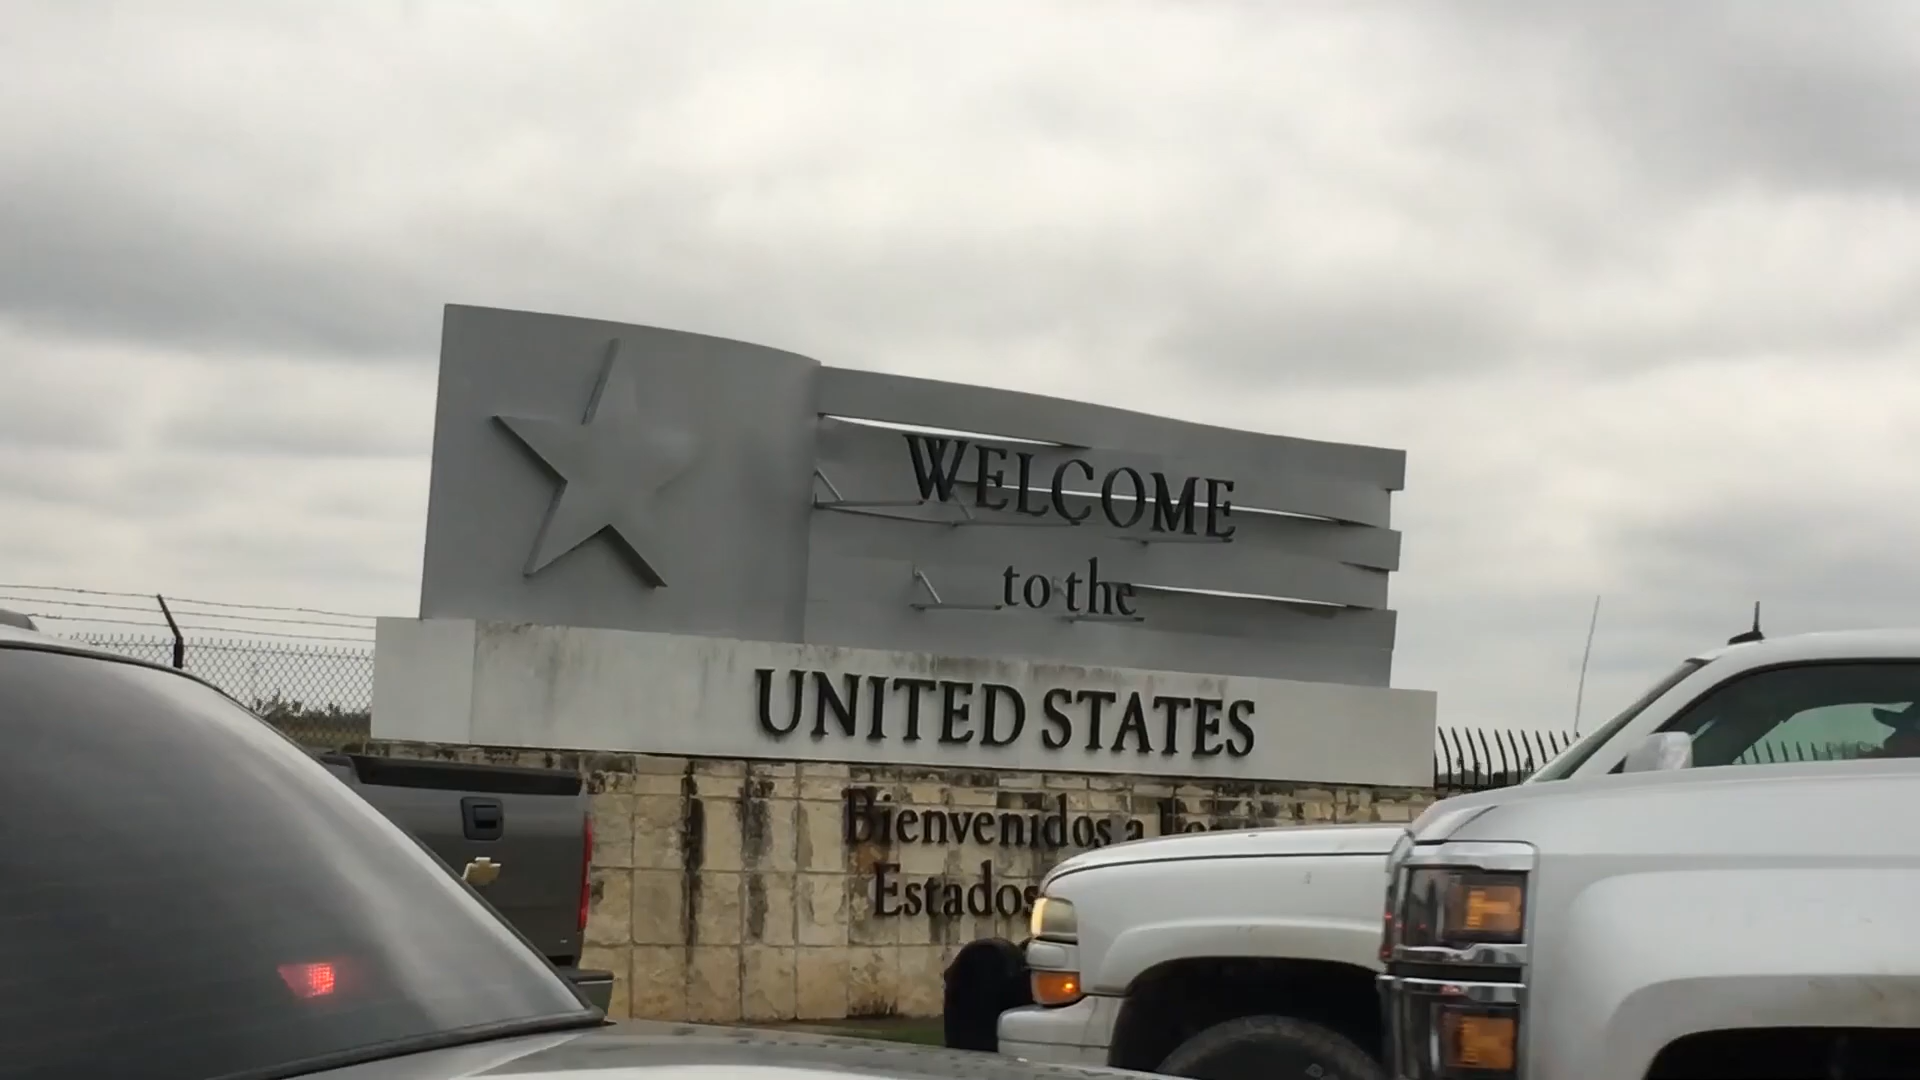 WELCOME
to the
UNITED STATES
Bienvenidos a
Estados